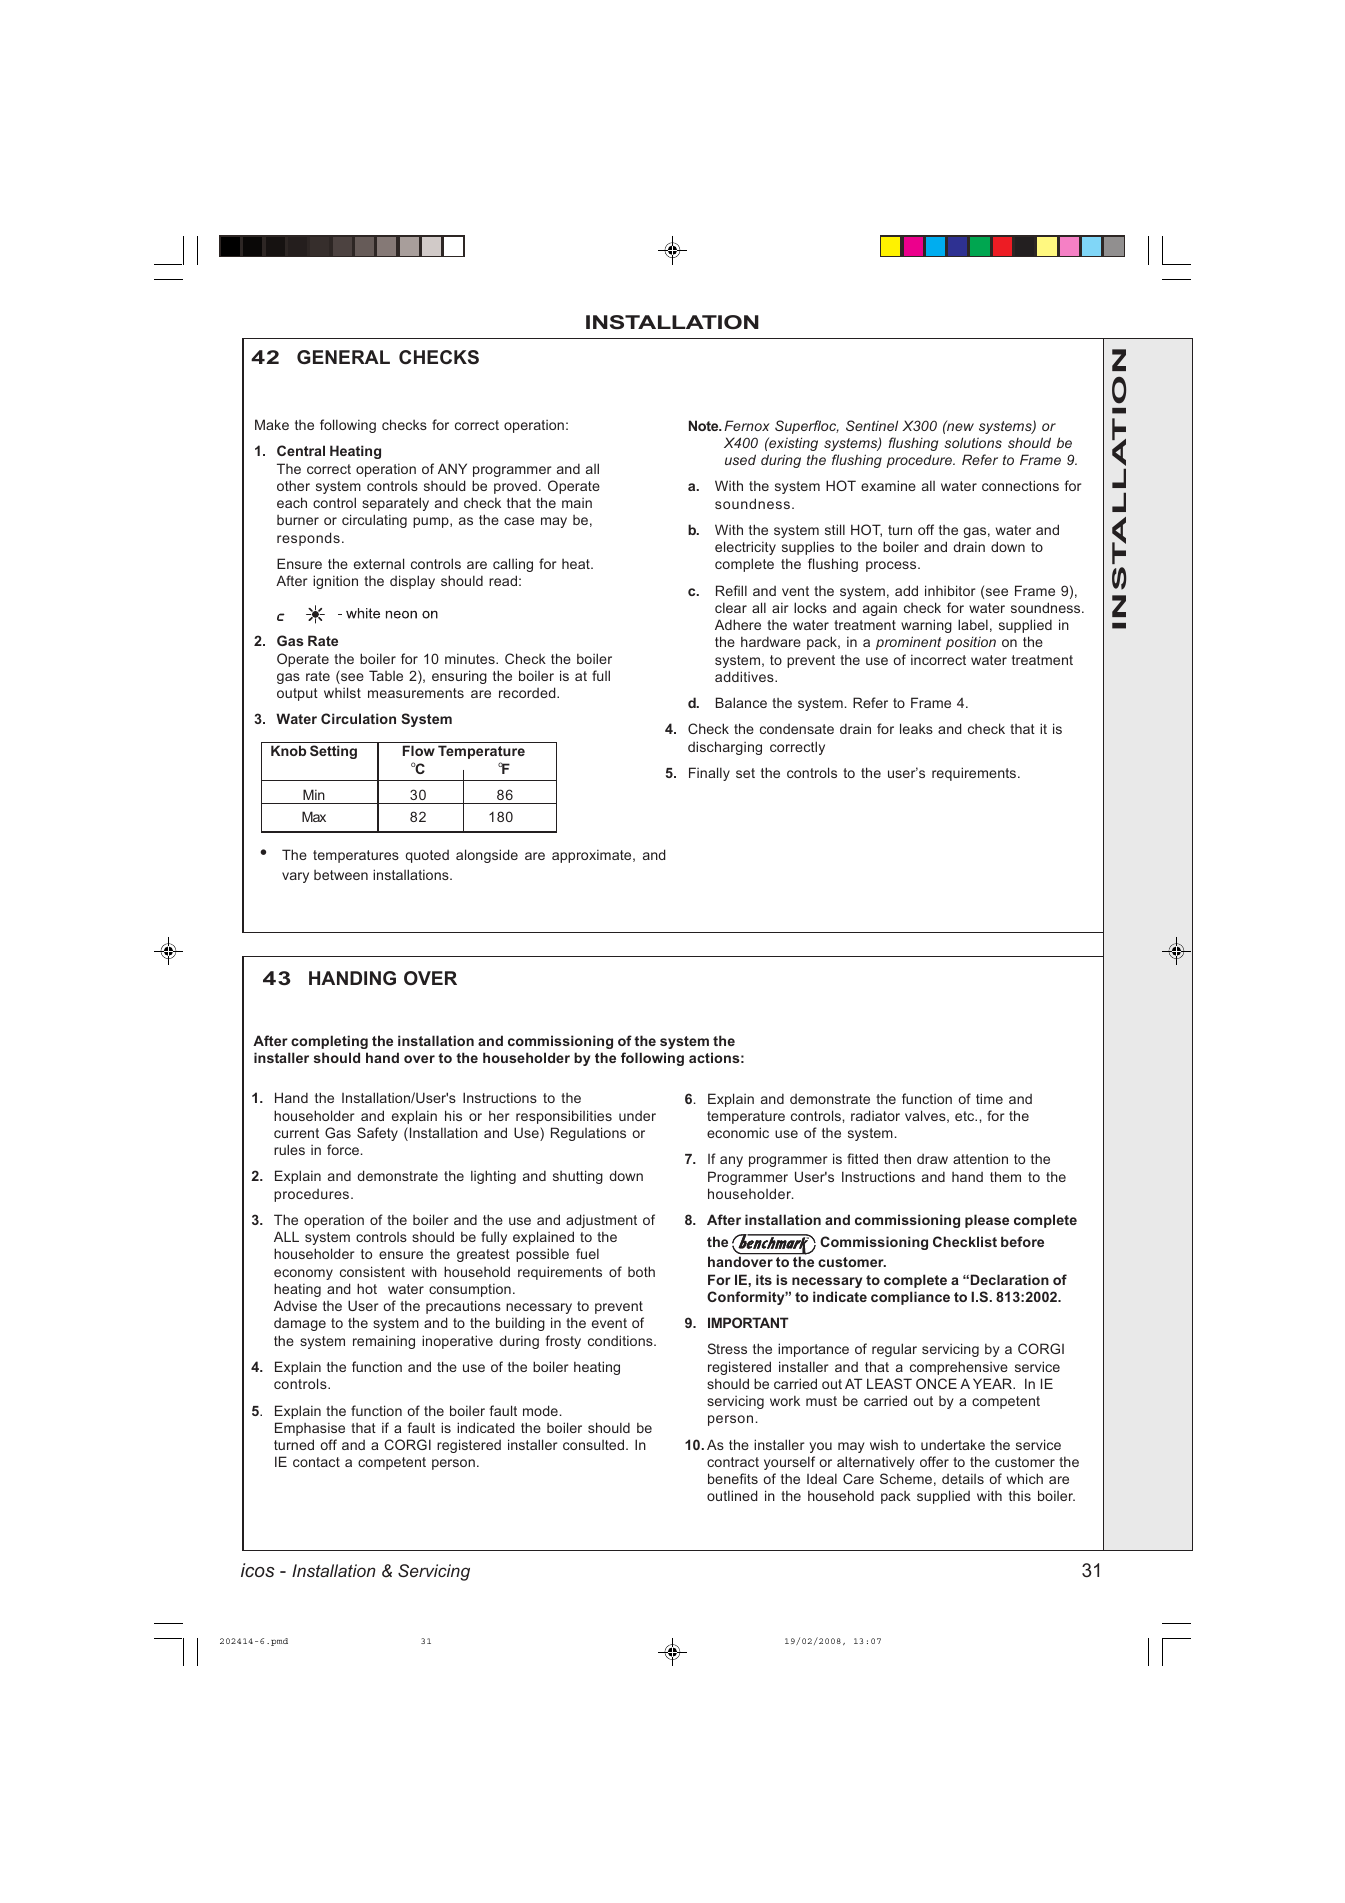 INSTALLATION
42 GENERAL CHECKS
Make the following checks for correct operation:
1. Central Heating
The correct operation of ANY programmer and all
other system controls should be proved. Operate
each control separately and check that the main
burner or circulating pump, as the case may be,
responds.
Ensure the external controls are calling for heat.
After ignition the display should read:
c - white neon on
2. Gas Rate
Operate the boiler for 10 minutes. Check the boiler
gas rate (see Table 2), ensuring the boiler is at full
output whilst measurements are recorded.
3. Water Circulation System
Knob Setting Flow Temperature
°C °F
Min 30 86
Max 82 180
• The temperatures quoted alongside are approximate, and
vary between installations.
Note. Fernox Superfloc, Sentinel X300 (new systems) or
X400 (existing systems) flushing solutions should be
used during the flushing procedure. Refer to Frame 9.
a. With the system HOT examine all water connections for
soundness.
b. With the system still HOT, turn off the gas, water and
electricity supplies to the boiler and drain down to
complete the flushing process.
c. Refill and vent the system, add inhibitor (see Frame 9),
clear all air locks and again check for water soundness.
Adhere the water treatment warning label, supplied in
the hardware pack, in a prominent position on the
system, to prevent the use of incorrect water treatment
additives.
d. Balance the system. Refer to Frame 4.
4. Check the condensate drain for leaks and check that it is
discharging correctly
5. Finally set the controls to the user's requirements.
INSTALLATION
43 HANDING OVER
After completing the installation and commissioning of the system the
installer should hand over to the householder by the following actions:
1. Hand the Installation/User's Instructions to the
householder and explain his or her responsibilities under
current Gas Safety (Installation and Use) Regulations or
rules in force.
2. Explain and demonstrate the lighting and shutting down
procedures.
3. The operation of the boiler and the use and adjustment of
ALL system controls should be fully explained to the
householder to ensure the greatest possible fuel
economy consistent with household requirements of both
heating and hot water consumption.
Advise the User of the precautions necessary to prevent
damage to the system and to the building in the event of
the system remaining inoperative during frosty conditions.
4. Explain the function and the use of the boiler heating
controls.
5. Explain the function of the boiler fault mode.
Emphasise that if a fault is indicated the boiler should be
turned off and a CORGI registered installer consulted. In
IE contact a competent person.
6. Explain and demonstrate the function of time and
temperature controls, radiator valves, etc., for the
economic use of the system.
7. If any programmer is fitted then draw attention to the
Programmer User's Instructions and hand them to the
householder.
8. After installation and commissioning please complete
the benchmark Commissioning Checklist before
handover to the customer.
For IE, its is necessary to complete a “Declaration of
Conformity” to indicate compliance to I.S. 813:2002.
9. IMPORTANT
Stress the importance of regular servicing by a CORGI
registered installer and that a comprehensive service
should be carried out AT LEAST ONCE A YEAR. In IE
servicing work must be carried out by a competent
person.
10. As the installer you may wish to undertake the service
contract yourself or alternatively offer to the customer the
benefits of the Ideal Care Scheme, details of which are
outlined in the household pack supplied with this boiler.
icos - Installation & Servicing 31
202414-6.pmd 31 19/02/2008, 13:07